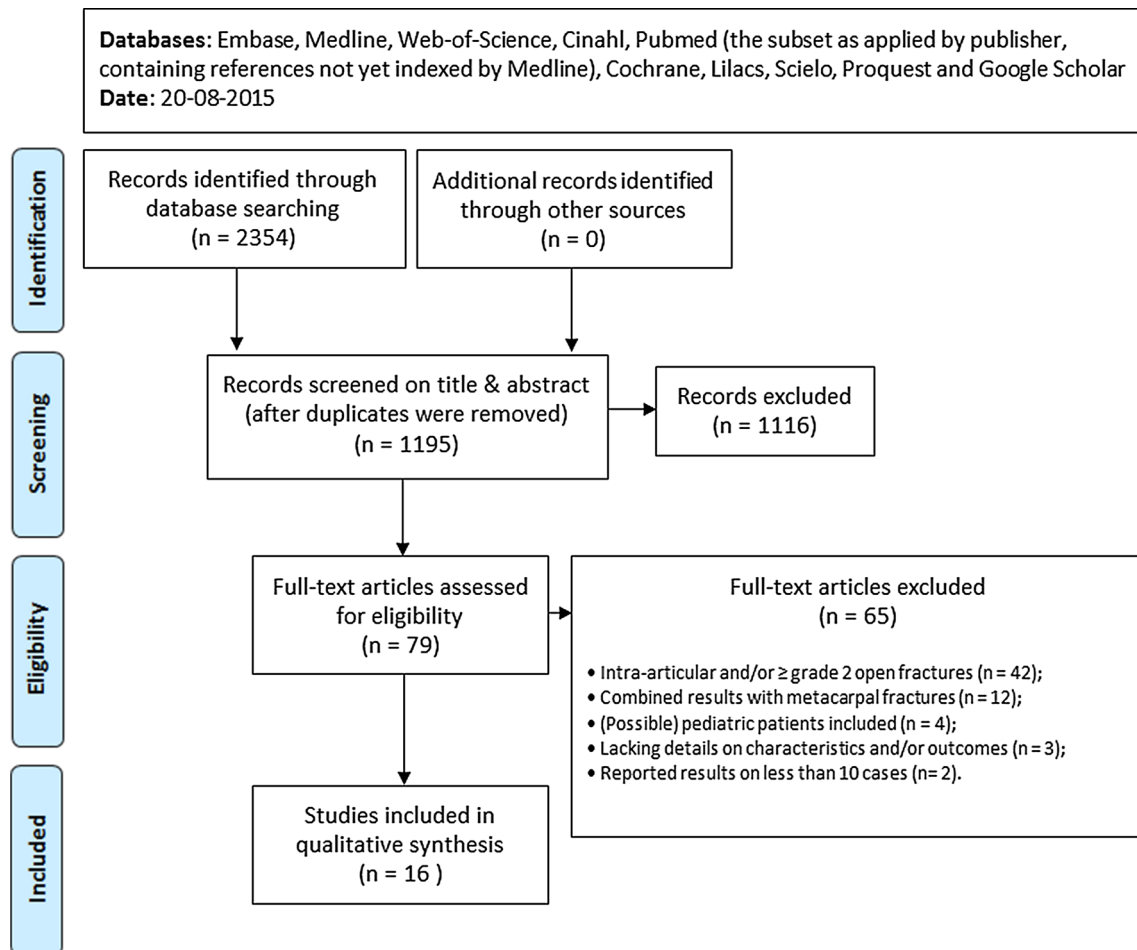 Databases: Embase, Medline, Web-of-Science, Cinahl, Pubmed (the subset as applied by publisher,
containing references not yet indexed by Medline), Cochrane, Lilacs, Scielo, Proquest and Google Scholar
Date: 20-08-2015
Identification
Records identified through
database searching
(n = 2354)
Additional records identified
through other sources
(n = 0)
Screening
Records screened on title & abstract
(after duplicates were removed)
(n = 1195)
Records excluded
(n = 1116)
Eligibility
Full-text articles assessed
for eligibility
(n = 79)
Full-text articles excluded
(n = 65)
• Intra-articular and/or ≥ grade 2 open fractures (n = 42);
• Combined results with metacarpal fractures (n = 12);
• (Possible) pediatric patients included (n = 4);
• Lacking details on characteristics and/or outcomes (n = 3);
• Reported results on less than 10 cases (n= 2).
Included
Studies included in
qualitative synthesis
(n = 16 )